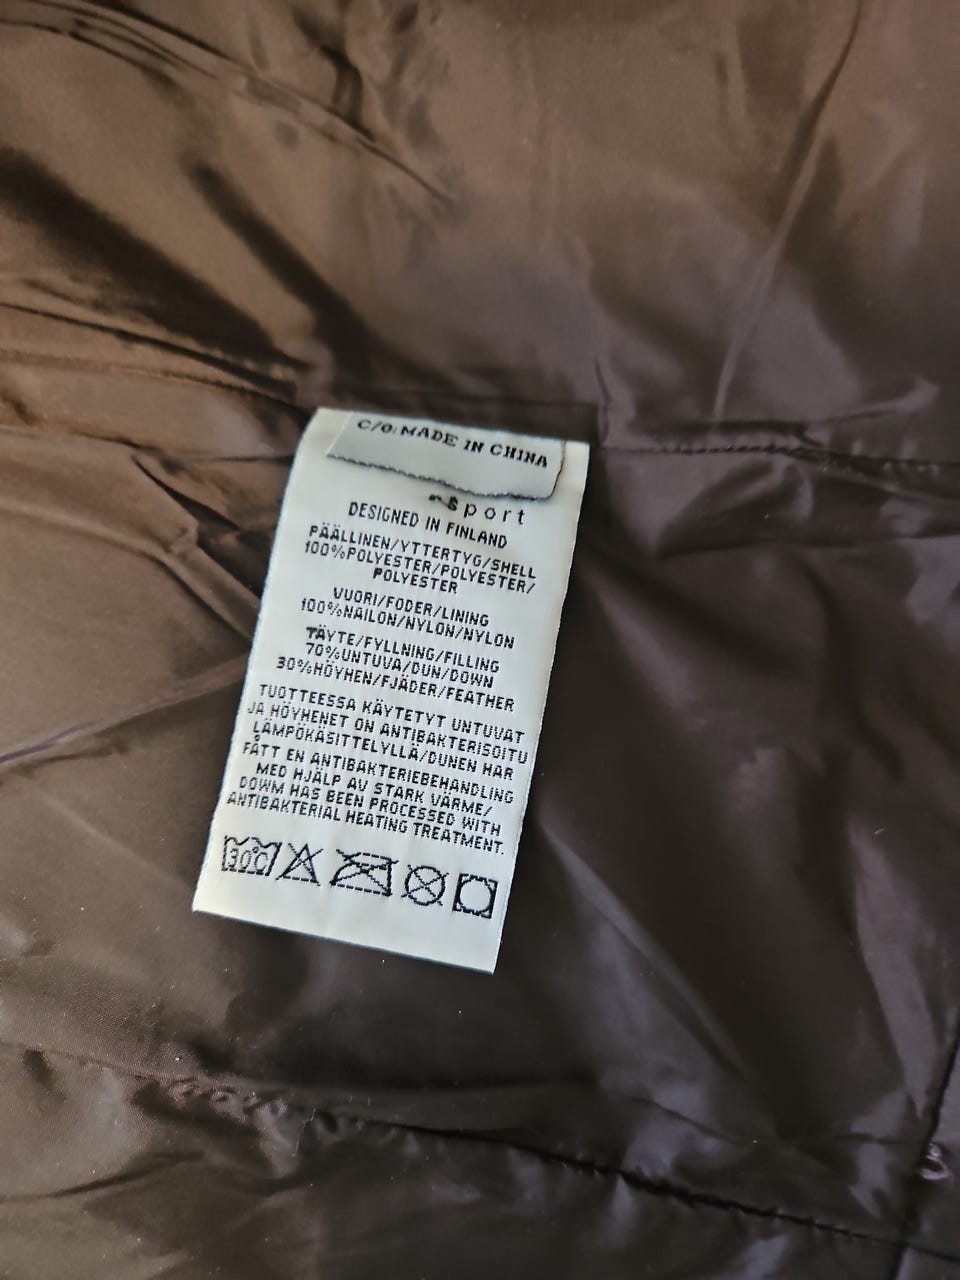 C/O: MADE IN CHINA
sport
DESIGNED IN FINLAND
PÄÄLLINEN/YTTERTYG/SHELL
100%POLYESTER/POLYESTER/
POLYESTER
VUORI/FODER/LINING
100%NAILON/NYLON/NYLON
TÄYTE/FYLLNING/FILLING
70%UNTUVA/DUN/DOWN
30%HÖYHEN/FJÄDER/FEATHER
TUOTTEESSA KÄYTETYT UNTUVAT
JA HÖYHENET ON ANTIBAKTERISOITU
LÄMPÖKÄSITTELYLLÄ/DUNEN HAR
FÅTT EN ANTIBAKTERIEBEHANDLING
MED HJÄLP AV STARK VÄRME/
DOWM HAS BEEN PROCESSED WITH
ANTIBAKTERIAL HEATING TREATMENT.
30°C